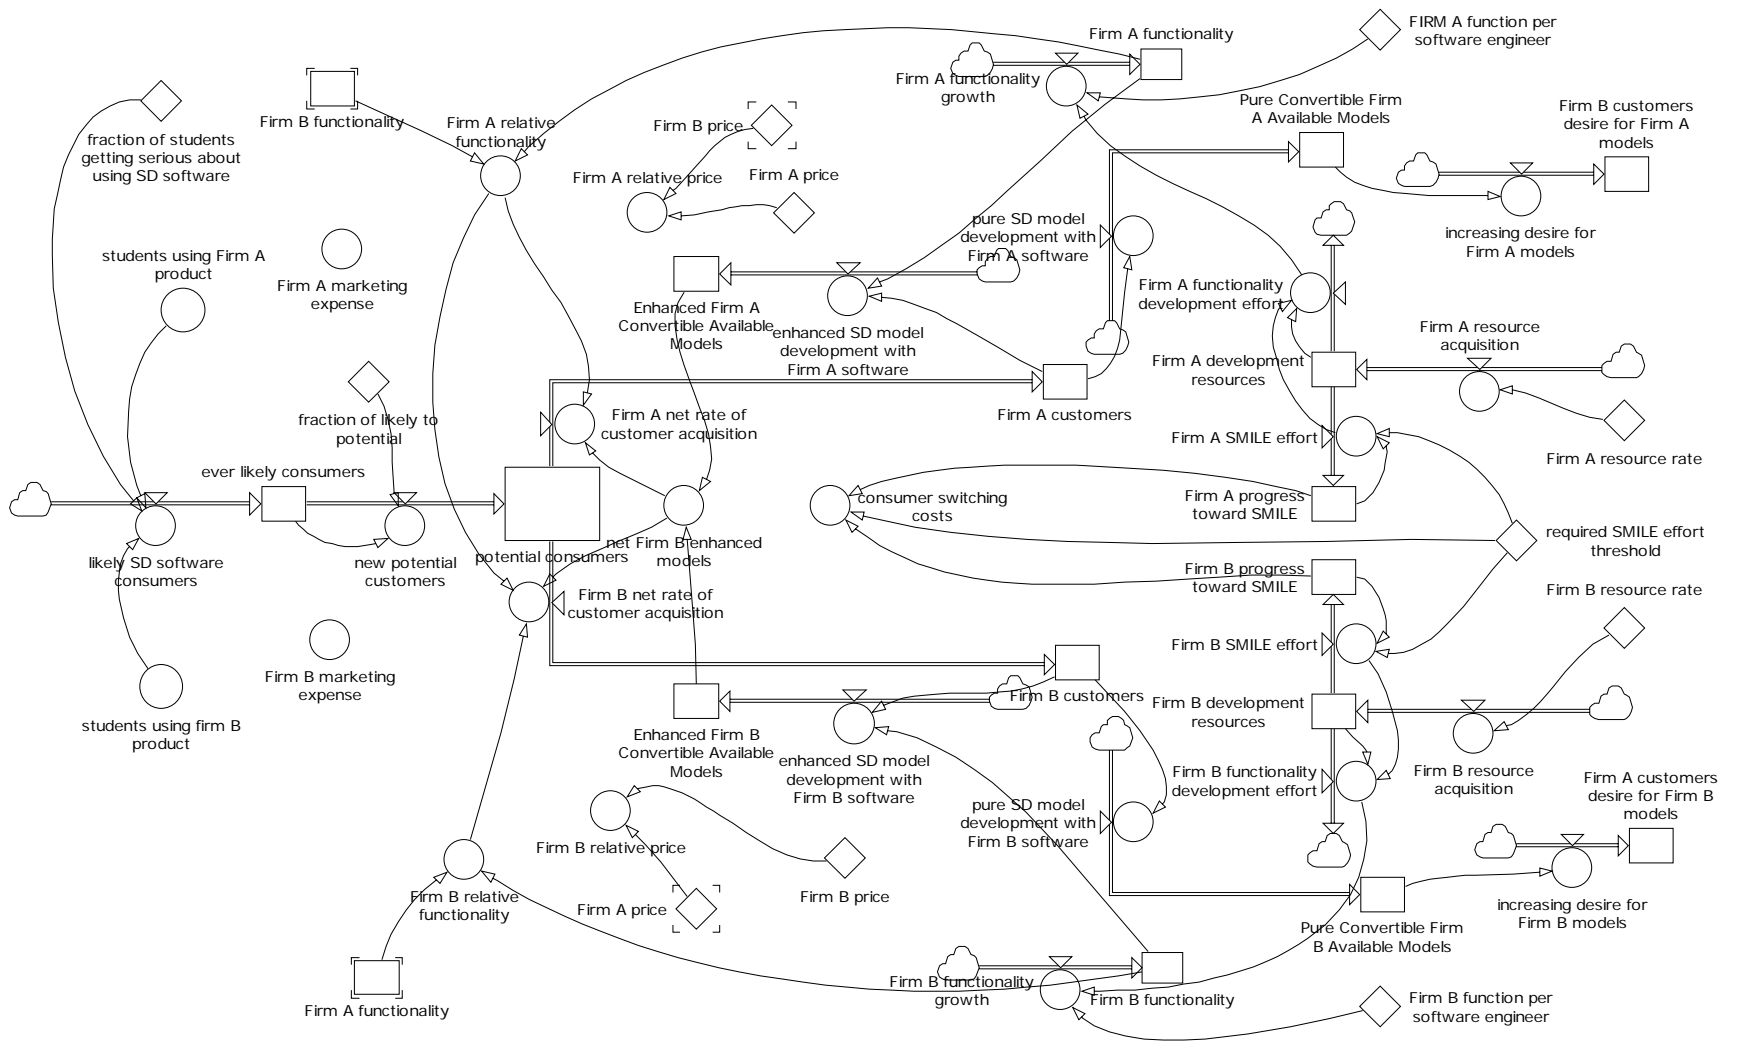 FIRM A function per
software engineer
Firm A functionality
Firm A functionality
growth
Pure Convertible Firm
A Available Models
Firm B customers
desire for Firm A
models
fraction of students
getting serious about
using SD software
Firm B functionality
Firm A relative
functionality
Firm B price
Firm A relative price
Firm A price
pure SD model
development with
Firm A software
increasing desire for
Firm A models
students using Firm A
product
Firm A marketing
expense
Enhanced Firm A
Convertible Available
Models
enhanced SD model
development with
Firm A software
Firm A functionality
development effort
Firm A resource
acquisition
Firm A development
resources
fraction of likely to
potential
Firm A net rate of
customer acquisition
Firm A customers
Firm A SMILE effort
Firm A resource rate
ever likely consumers
consumer switching
costs
Firm A progress
toward SMILE
required SMILE effort
threshold
likely SD software
consumers
new potential
customers
potential consumers
net Firm B enhanced
models
Firm B progress
toward SMILE
Firm B resource rate
Firm B net rate of
customer acquisition
Firm B SMILE effort
Firm B marketing
expense
Firm B customers
Firm B development
resources
students using firm B
product
Enhanced Firm B
Convertible Available
Models
enhanced SD model
development with
Firm B software
Firm B functionality
development effort
Firm B resource
acquisition
Firm A customers
desire for Firm B
models
pure SD model
development with
Firm B software
Firm B relative price
Firm B price
Firm A price
Firm B relative
functionality
increasing desire for
Firm B models
Pure Convertible Firm
B Available Models
Firm B functionality
growth
Firm B functionality
Firm A functionality
Firm B function per
software engineer